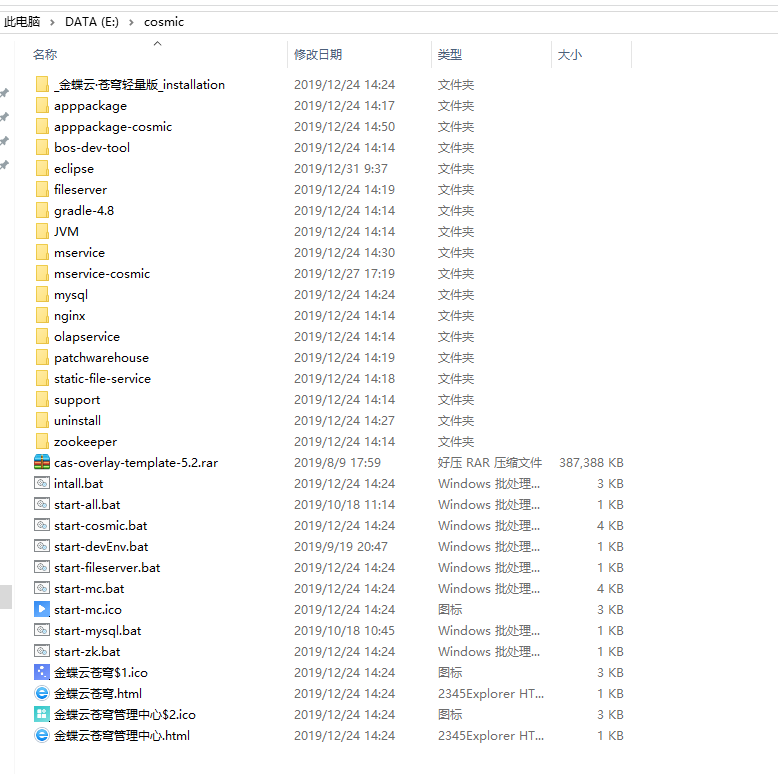 此电脑 > DATA (E:) > cosmic
名称 修改日期 类型 大小
_金蝶云·苍穹轻量版_installation 2019/12/24 14:24 文件夹
apppackage 2019/12/24 14:17 文件夹
apppackage-cosmic 2019/12/24 14:50 文件夹
bos-dev-tool 2019/12/24 14:14 文件夹
eclipse 2019/12/31 9:37 文件夹
fileserver 2019/12/24 14:19 文件夹
gradle-4.8 2019/12/24 14:14 文件夹
JVM 2019/12/24 14:14 文件夹
mservice 2019/12/24 14:30 文件夹
mservice-cosmic 2019/12/27 17:19 文件夹
mysql 2019/12/24 14:24 文件夹
nginx 2019/12/24 14:14 文件夹
olapservice 2019/12/24 14:14 文件夹
patchwarehouse 2019/12/24 14:19 文件夹
static-file-service 2019/12/24 14:18 文件夹
support 2019/12/24 14:14 文件夹
uninstall 2019/12/24 14:27 文件夹
zookeeper 2019/12/24 14:14 文件夹
cas-overlay-template-5.2.rar 2019/8/9 17:59 好压 RAR 压缩文件 387,388 KB
intall.bat 2019/12/24 14:24 Windows 批处理... 3 KB
start-all.bat 2019/10/18 11:14 Windows 批处理... 1 KB
start-cosmic.bat 2019/12/24 14:24 Windows 批处理... 4 KB
start-devEnv.bat 2019/9/19 20:47 Windows 批处理... 1 KB
start-fileserver.bat 2019/12/24 14:24 Windows 批处理... 1 KB
start-mc.bat 2019/12/24 14:24 Windows 批处理... 4 KB
start-mc.ico 2019/12/24 14:24 图标 3 KB
start-mysql.bat 2019/10/18 10:45 Windows 批处理... 1 KB
start-zk.bat 2019/12/24 14:24 Windows 批处理... 1 KB
金蝶云苍穹$1.ico 2019/12/24 14:24 图标 3 KB
金蝶云苍穹.html 2019/12/24 14:24 2345Explorer HT... 1 KB
金蝶云苍穹管理中心$2.ico 2019/12/24 14:24 图标 3 KB
金蝶云苍穹管理中心.html 2019/12/24 14:24 2345Explorer HT... 1 KB